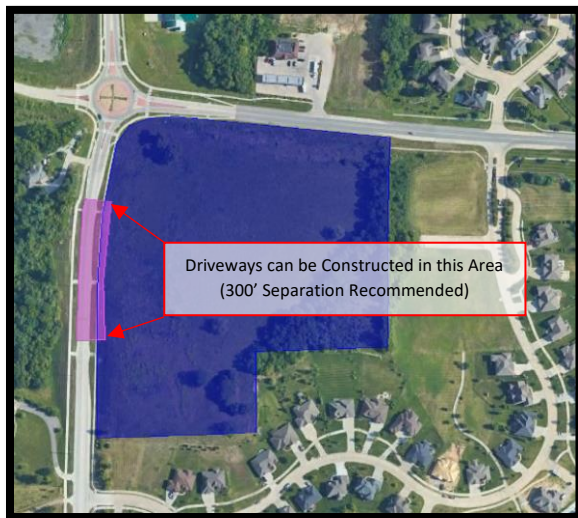 Driveways can be Constructed in this Area
(300' Separation Recommended)